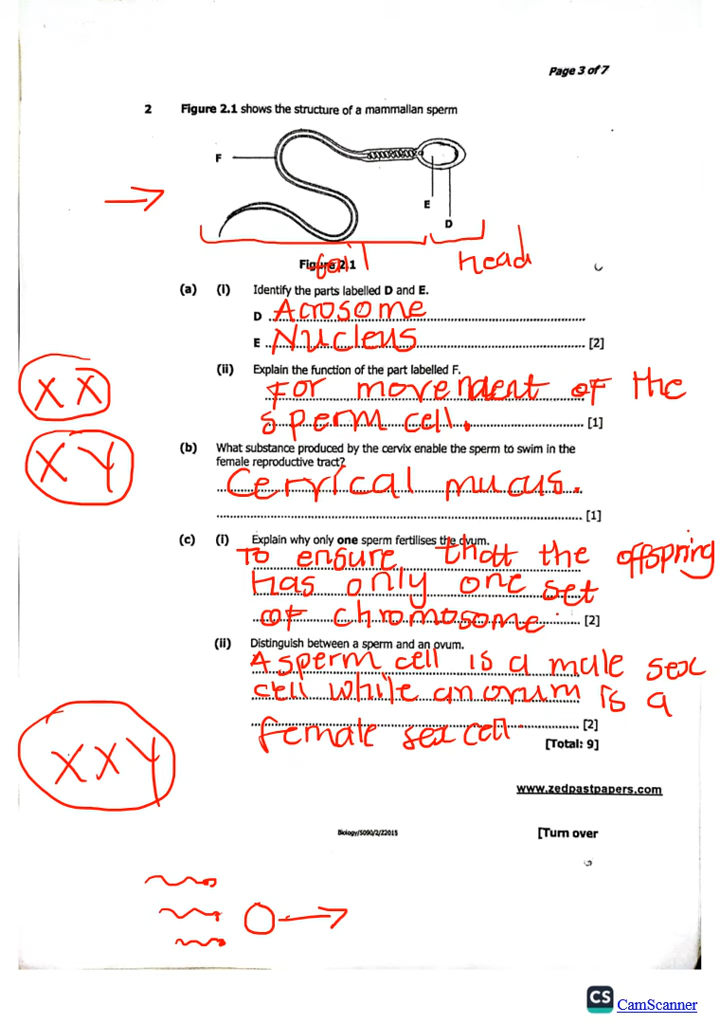 Page 3 of 7
2 Figure 2.1 shows the structure of a mammalian sperm
F
E
D
Figure 2.1
tail
head
(a) (i) Identify the parts labelled D and E.
D Acrosome
E Nucleus [2]
(ii) Explain the function of the part labelled F.
For movement of the
sperm cell. [1]
XX
XY
(b) What substance produced by the cervix enable the sperm to swim in the
female reproductive tract?
Cervical mucus.
[1]
(c) (i) Explain why only one sperm fertilises the ovum.
To ensure that the offspring
has only one set
of chromosome [2]
(ii) Distinguish between a sperm and an ovum.
A sperm cell is a male sex
cell while an ovum is a
female sex cell [2]
[Total: 9]
XXY
www.zedpastpapers.com
Biology/5090/2/Z2015
[Turn over
CS CamScanner